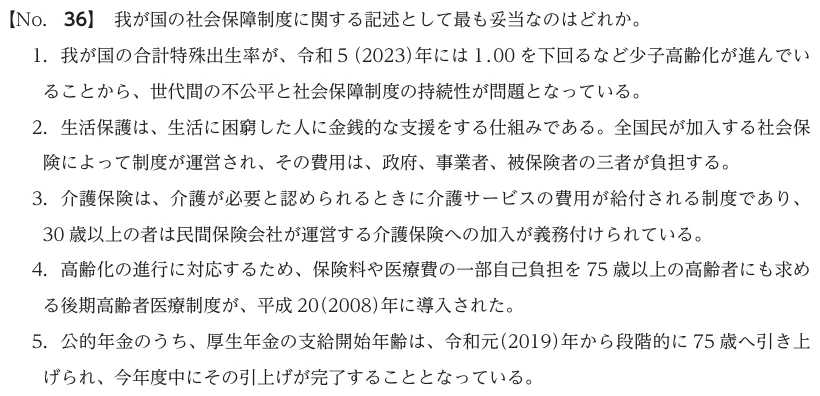 【No. 36】 我が国の社会保障制度に関する記述として最も妥当なのはどれか。
1. 我が国の合計特殊出生率が、令和5(2023)年には1.00を下回るなど少子高齢化が進んでい
ることから、世代間の不公平と社会保障制度の持続性が問題となっている。
2. 生活保護は、生活に困窮した人に金銭的な支援をする仕組みである。全国民が加入する社会保
険によって制度が運営され、その費用は、政府、事業者、被保険者の三者が負担する。
3. 介護保険は、介護が必要と認められるときに介護サービスの費用が給付される制度であり、
30歳以上の者は民間保険会社が運営する介護保険への加入が義務付けられている。
4. 高齢化の進行に対応するため、保険料や医療費の一部自己負担を75歳以上の高齢者にも求め
る後期高齢者医療制度が、平成20(2008)年に導入された。
5. 公的年金のうち、厚生年金の支給開始年齢は、令和元(2019)年から段階的に75歳へ引き上
げられ、今年度中にその引上げが完了することとなっている。